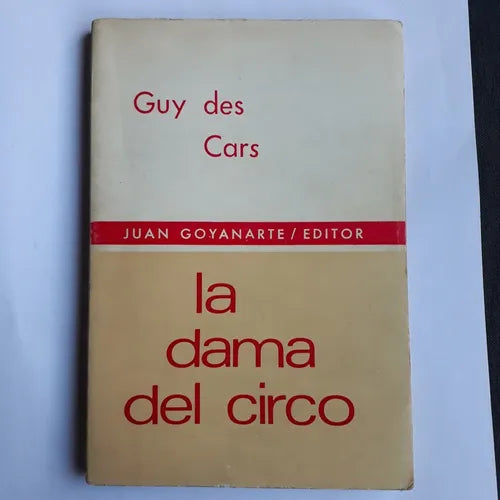 Guy des
Cars
JUAN GOYANARTE / EDITOR
la
dama
del circo